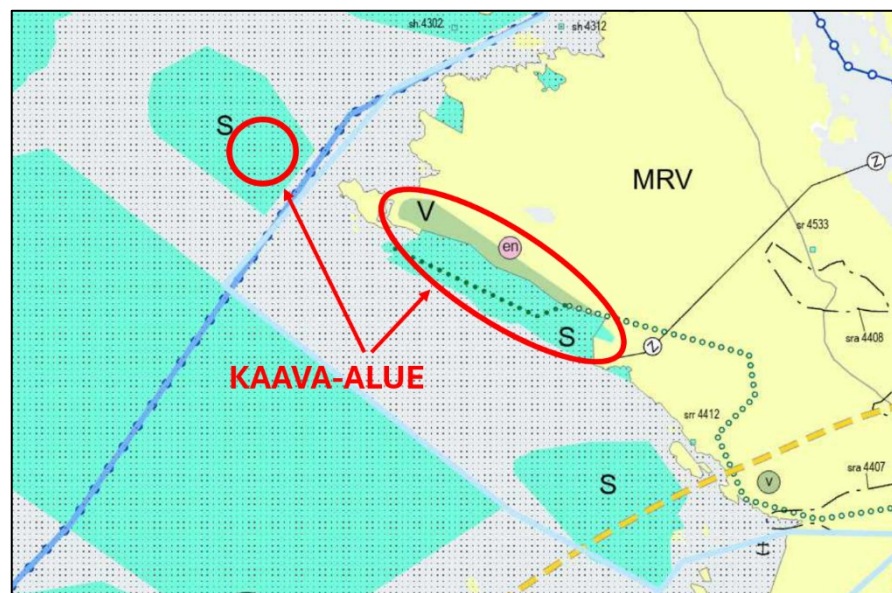 sh 4302
sh 4312
S
MRV
Z
V
en
sr 4533
S
Z
sra 4408
KAAVA-ALUE
srr 4412
S
v
sra 4407